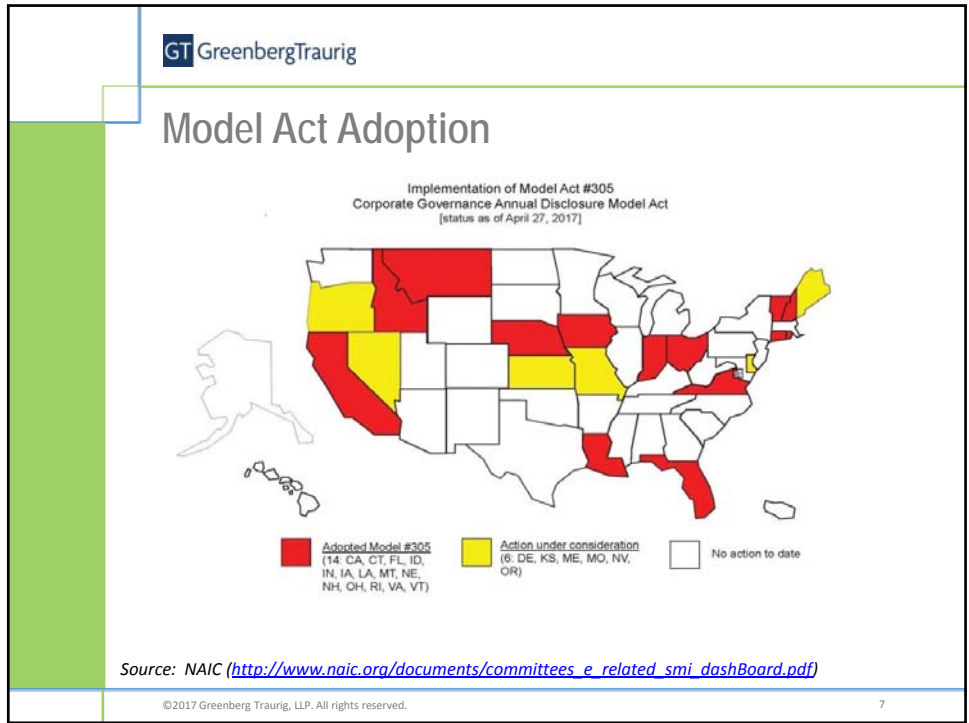 GT GreenbergTraurig
Model Act Adoption
Implementation of Model Act #305
Corporate Governance Annual Disclosure Model Act
[status as of April 27, 2017]
Adopted Model #305
(14: CA, CT, FL, ID,
IN, IA, LA, MT, NE,
NH, OH, RI, VA, VT)
Action under consideration
(6: DE, KS, ME, MO, NV,
OR)
No action to date
Source: NAIC (http://www.naic.org/documents/committees_e_related_smi_dashBoard.pdf)
©2017 Greenberg Traurig, LLP. All rights reserved.
7